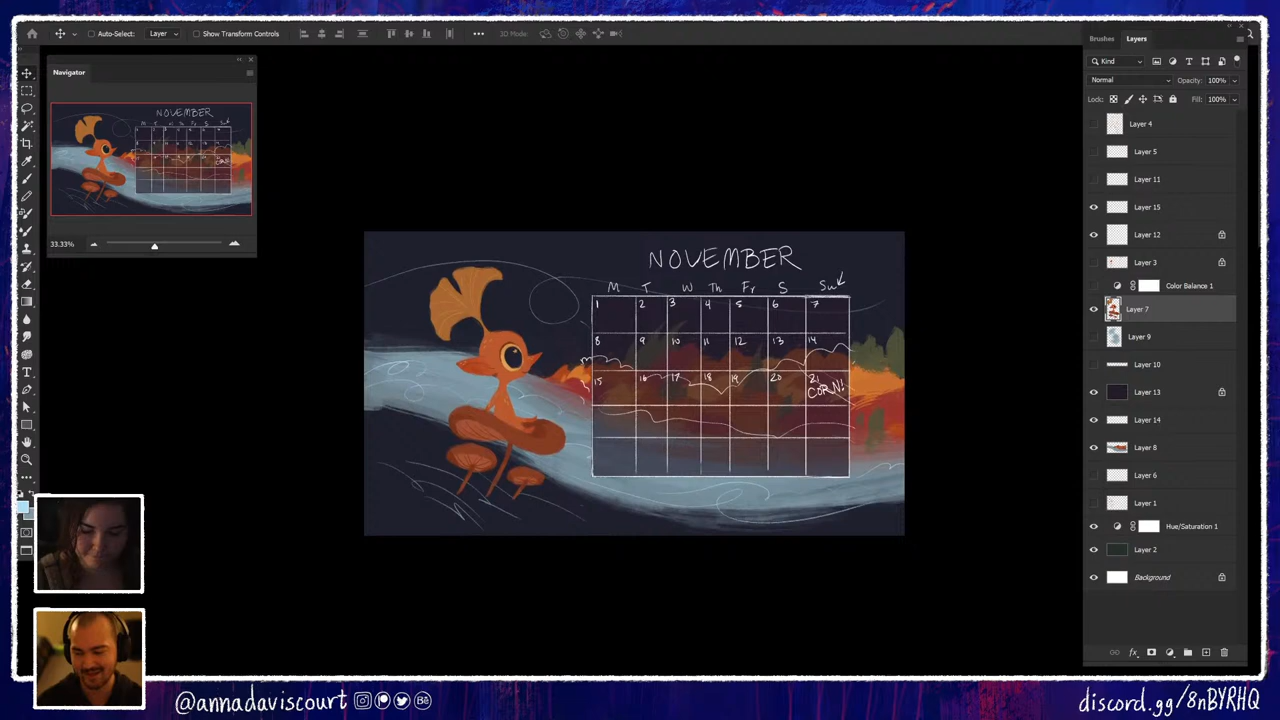 Auto-Select: Layer Show Transform Controls 3D Mode:
Navigator
33.33%
NOVEMBER
M T W Th Fr S Su
1 2 3 4 5 6 7
8 9 10 11 12 13 14
15 16 17 18 19 20 21
CORN!
Brushes Layers
Kind
Normal Opacity: 100%
Lock: Fill: 100%
Layer 4
Layer 5
Layer 11
Layer 15
Layer 12
Layer 3
Color Balance 1
Layer 7
Layer 9
Layer 10
Layer 13
Layer 14
Layer 8
Layer 6
Layer 1
Hue/Saturation 1
Layer 2
Background
@annadaviscourt
discord.gg/8nBYRHQ